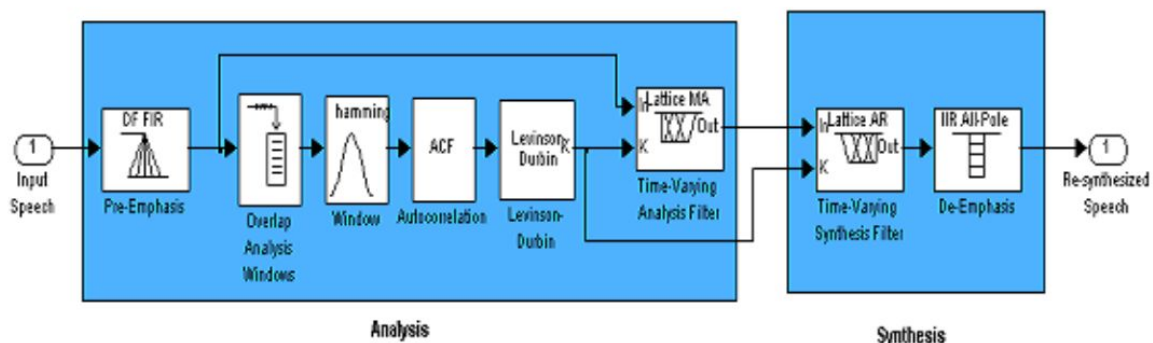 1
Input
Speech
DF FIR
Pre-Emphasis
Overlap
Analysis
Windows
hamming
Window
ACF
Autocorrelation
Levinson
Durbin
K
Levinson-
Durbin
Lattice MA
In
Out
K
Time-Varying
Analysis Filter
Analysis
Lattice AR
In
Out
K
Time-Varying
Synthesis Filter
IIR All-Pole
De-Emphasis
Synthesis
1
Re-synthesized
Speech